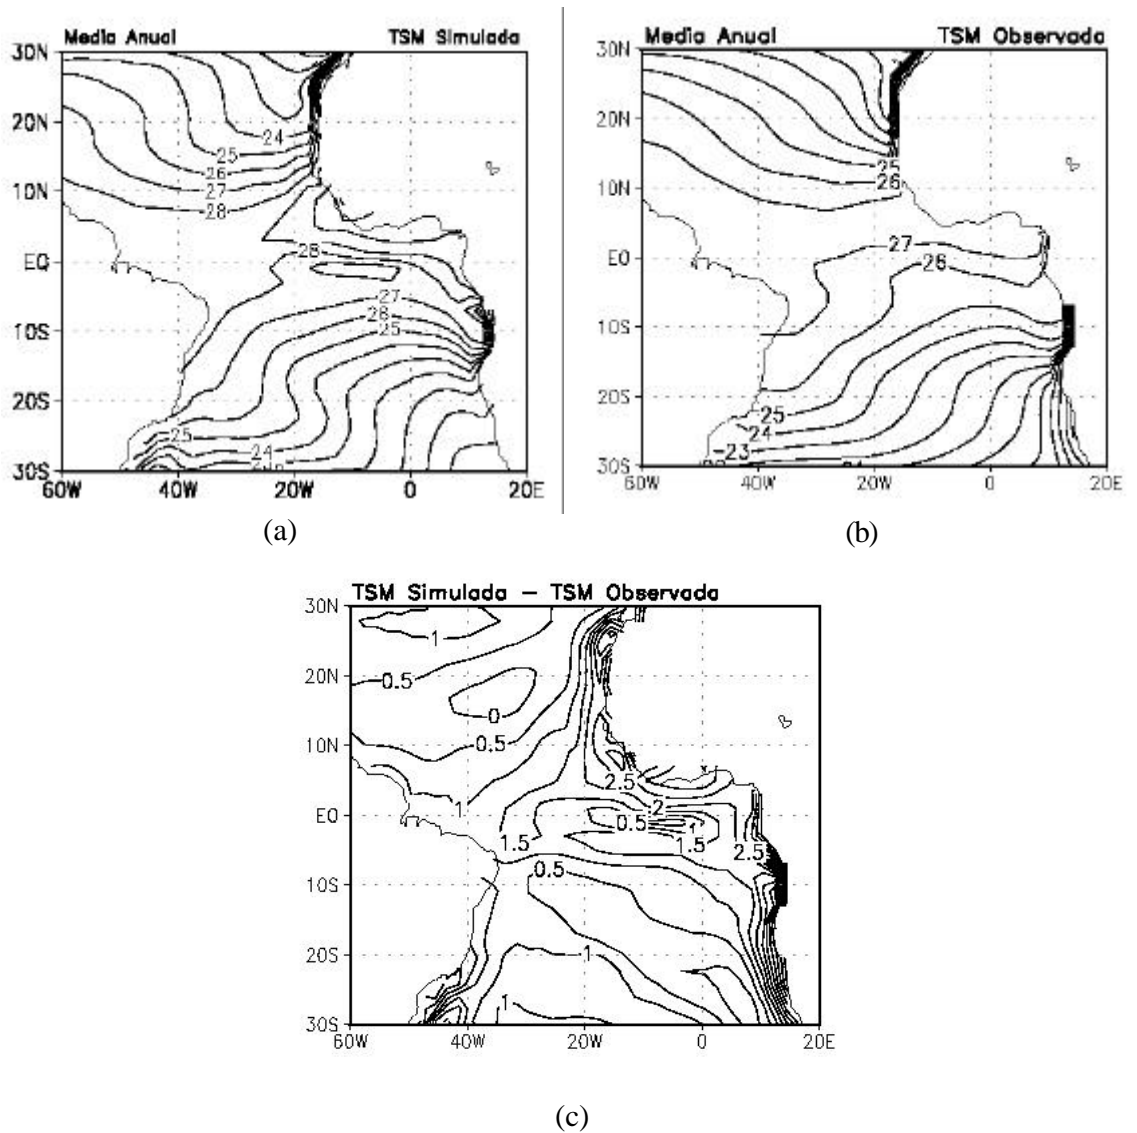 Media Anual TSM Simulada
30N
20N
10N
EQ
10S
20S
30S
60W 40W 20W 0 20E
24
25
26
27
28
28
27
26
25
25
24
(a)
Media Anual TSM Observada
30N
20N
10N
EQ
10S
20S
30S
60W 40W 20W 0 20E
25
26
27
26
25
24
23
(b)
TSM Simulada – TSM Observada
30N
20N
10N
EQ
10S
20S
30S
60W 40W 20W 0 20E
1
0.5
0
0.5
2.5
1
2
0.5
1
1.5
1.5
2.5
0.5
1
1
(c)